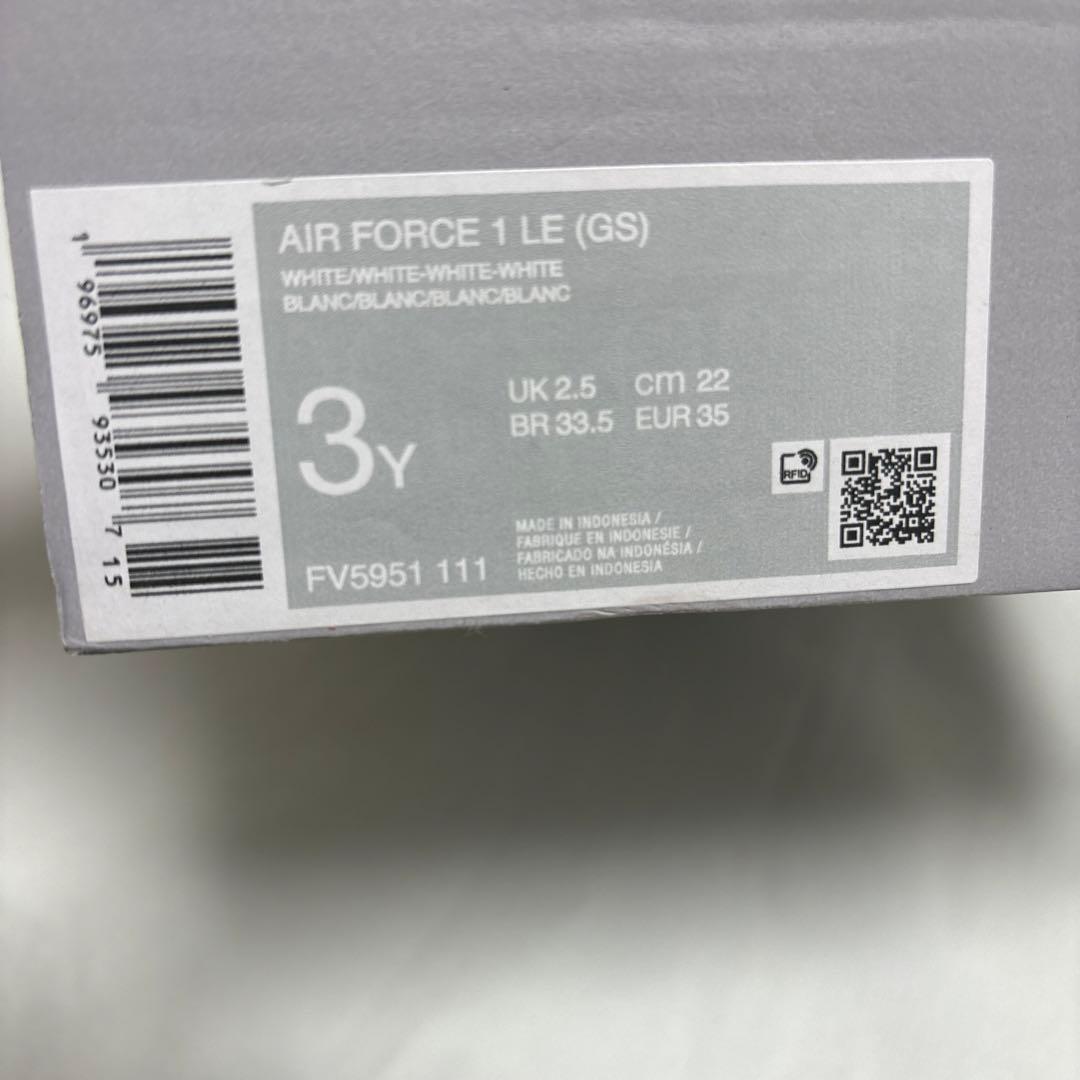 AIR FORCE 1 LE (GS)
WHITE/WHITE-WHITE-WHITE
BLANC/BLANC/BLANC/BLANC
3Y
UK 2.5 cm 22
BR 33.5 EUR 35
RFID
FV5951 111
MADE IN INDONESIA /
FABRIQUE EN INDONESIE /
FABRICADO NA INDONÉSIA /
HECHO EN INDONESIA
1 96975 93530 7 15